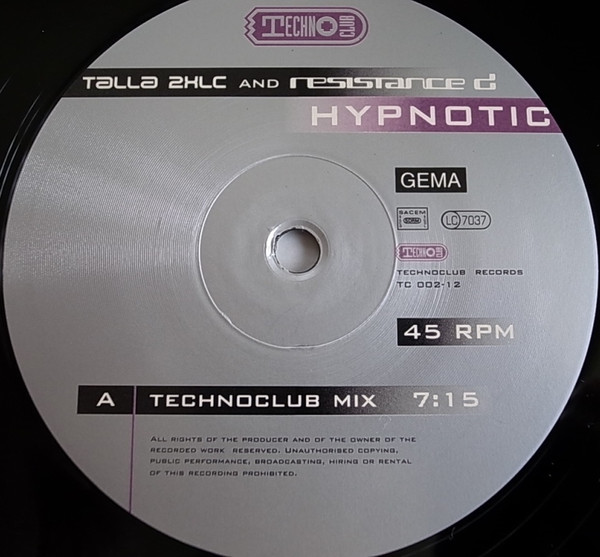 TECHNO CLUB
Talla 2XLC AND resistance d
HYPNOTIC
GEMA
SACEM
LC 7037
TECHNO CLUB
TECHNOCLUB RECORDS
TC 002-12
45 RPM
A TECHNOCLUB MIX 7:15
ALL RIGHTS OF THE PRODUCER AND OF THE OWNER OF THE
RECORDED WORK RESERVED. UNAUTHORISED COPYING,
PUBLIC PERFORMANCE, BROADCASTING, HIRING OR RENTAL
OF THIS RECORDING PROHIBITED.